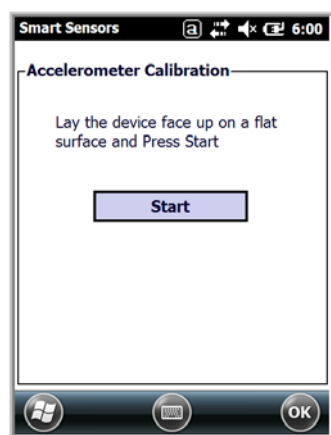 Smart Sensors a 6:00
Accelerometer Calibration
Lay the device face up on a flat
surface and Press Start
Start
OK